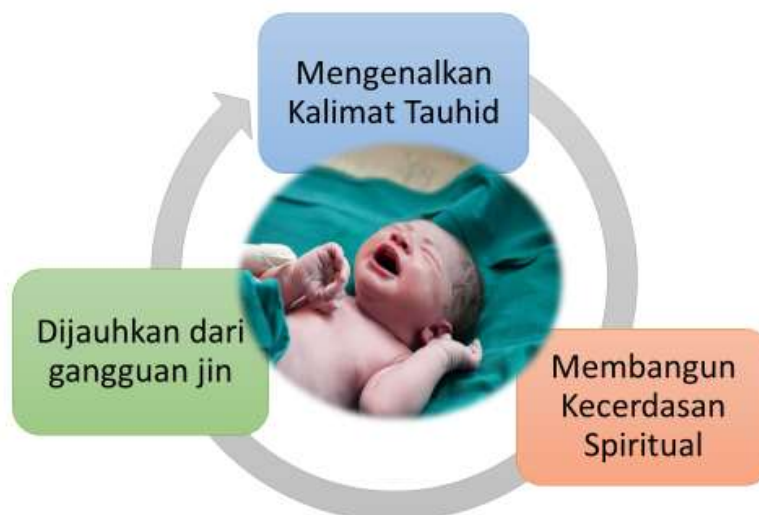 Mengenalkan
Kalimat Tauhid
Membangun
Kecerdasan
Spiritual
Dijauhkan dari
gangguan jin